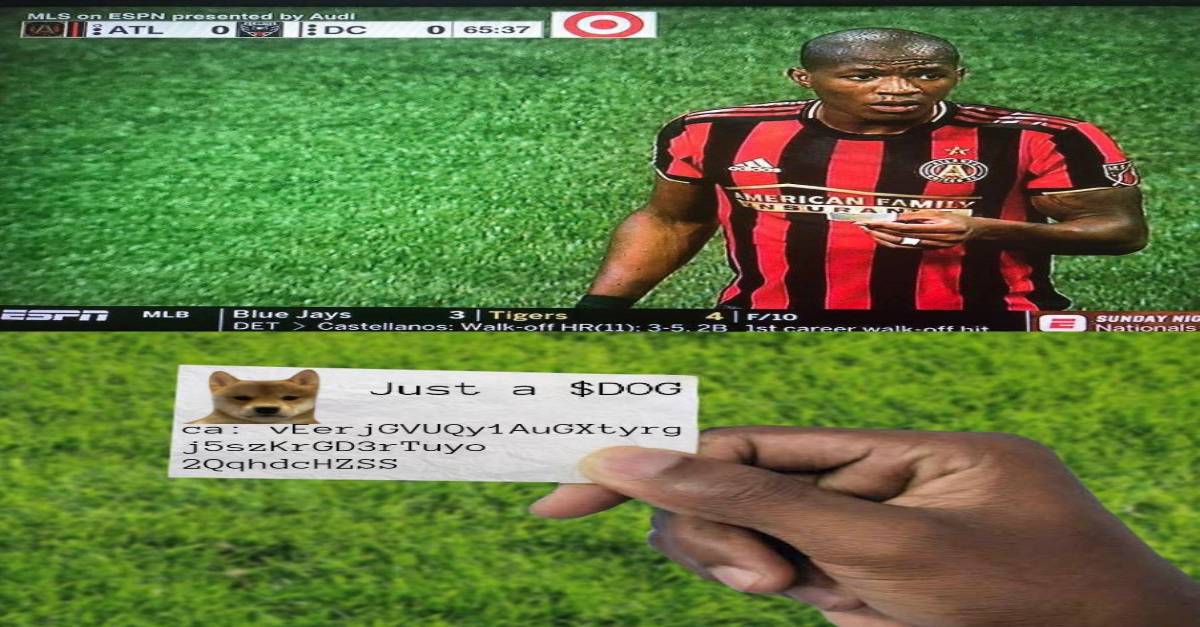 MLS on ESPN presented by Audi
ATL 0 DC 0 65:37
adidas
AMERICAN FAMILY
INSURANCE
ESPN MLB Blue Jays 3 Tigers 4 F/10
DET > Castellanos: Walk-off HR(11); 3-5, 2B 1st career walk-off hit
SUNDAY NIG
Nationals
Just a $DOG
ca: vEerjGVUQy1AuGXtyrg
j5szKrGD3rTuyo
2QqhdcHZSS